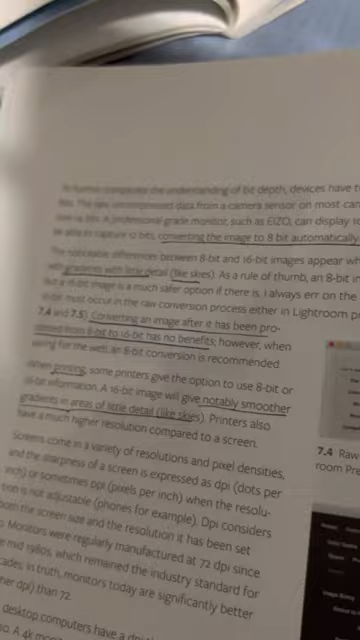 To further complicate the understanding of bit depth, devices have t
bits. The raw, uncompressed data from a camera sensor on most cam
A professional grade monitor, such as EIZO, can display
be able to capture 12 bits, converting the image to 8 bit automatically
The noticeable differences between 8-bit and 16-bit images appear wh
with gradients with little detail (like skies). As a rule of thumb, an 8-bit im
but a 16-bit image is a much safer option if there is. I always err on the
16-bit must occur in the raw conversion process either in Lightroom
7.4 and 7.5). Converting an image after it has been pro-
cessed from 8-bit to 16-bit has no benefits; however, when
saving for the web, an 8-bit conversion is recommended.
When printing, some printers give the option to use 8-bit or
16-bit information. A 16-bit image will give notably smoother
gradients in areas of little detail (like skies). Printers also
have a much higher resolution compared to a screen.
Screens come in a variety of resolutions and pixel densities,
and the sharpness of a screen is expressed as dpi (dots per
inch) or sometimes ppi (pixels per inch) when the resolu-
tion is not adjustable (phones for example). Dpi considers
both the screen size and the resolution it has been set
Monitors were regularly manufactured at 72 dpi since
mid 1980s, which remained the industry standard for
cades. In truth, monitors today are significantly better
her dpi) than 72.
desktop computers have a
so. A 4k
7.4 Raw
room Pre